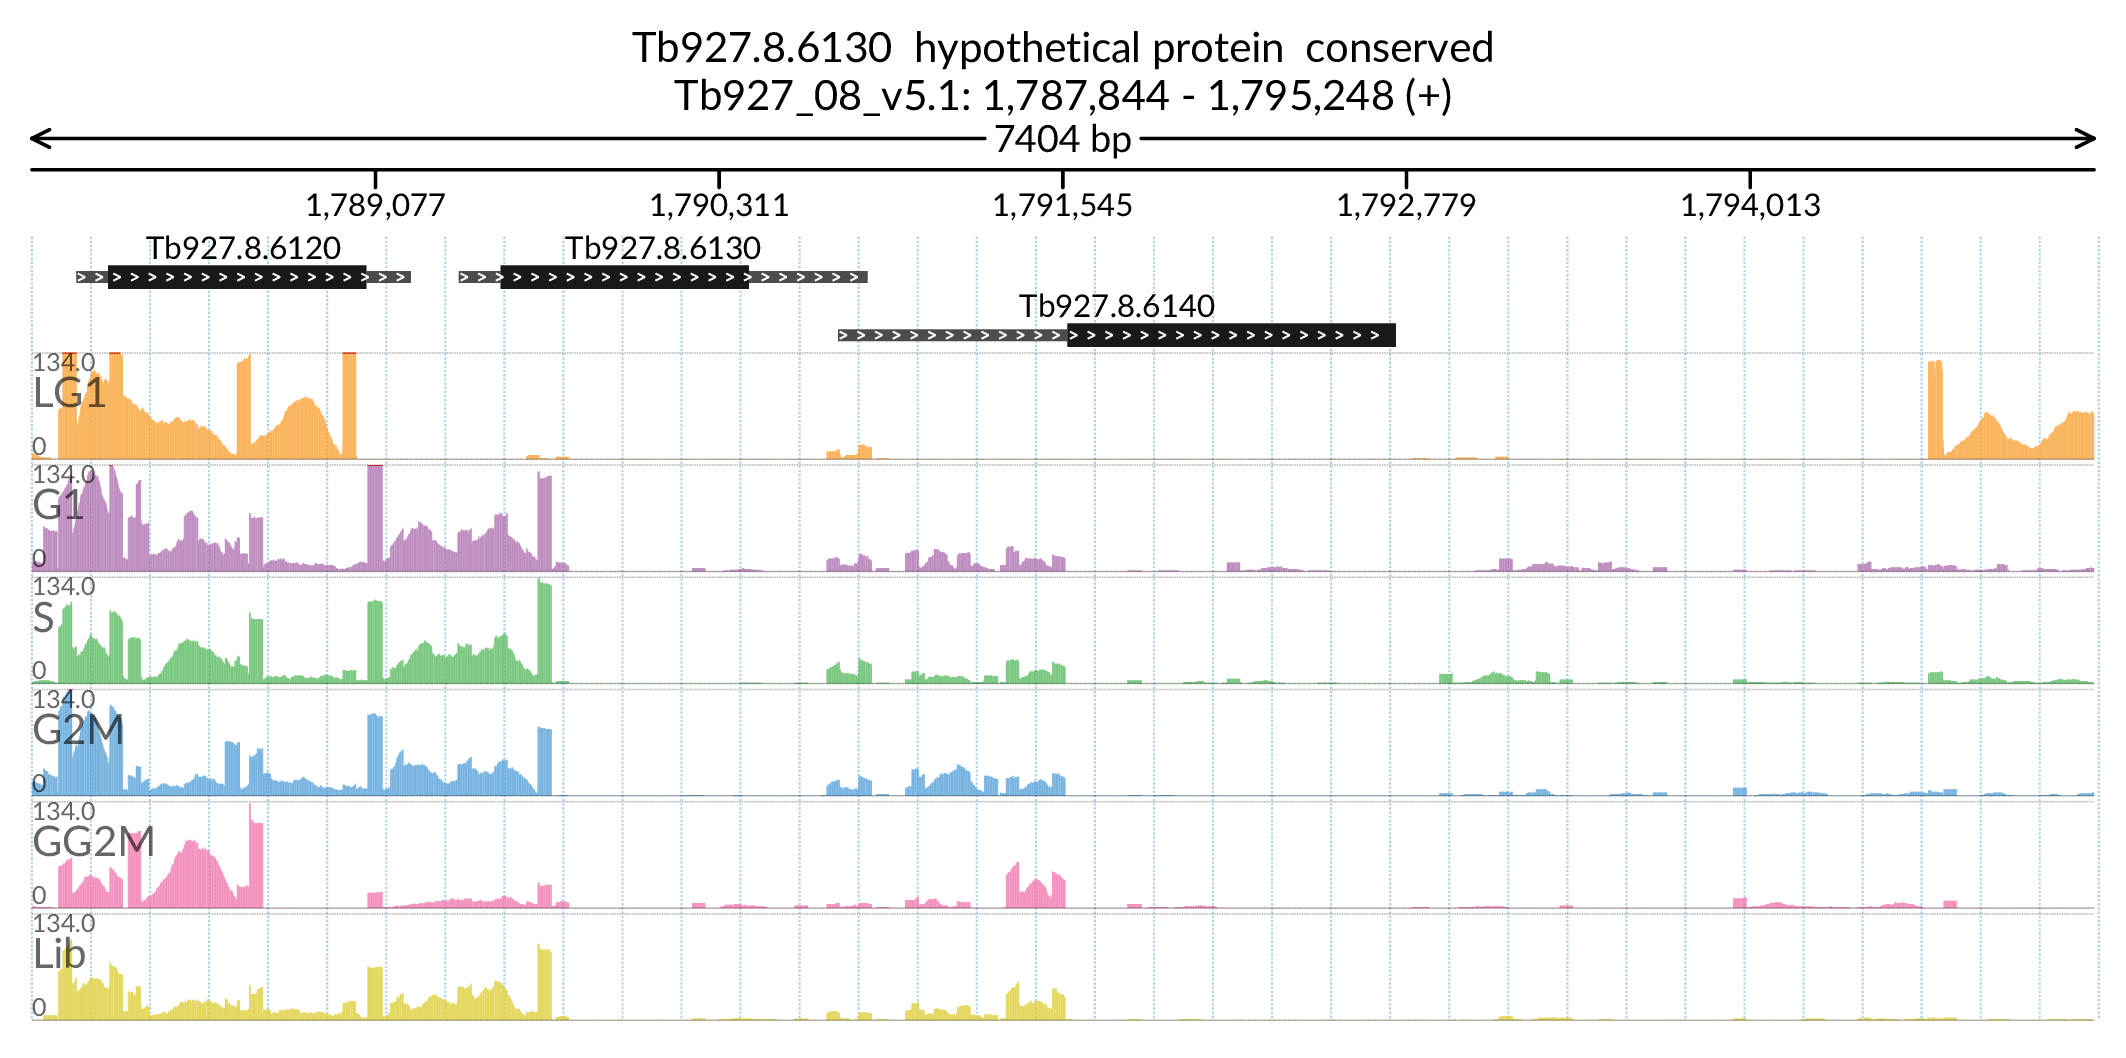 Tb927.8.6130 hypothetical protein conserved
Tb927_08_v5.1: 1,787,844 - 1,795,248 (+)
7404 bp
1,789,077 1,790,311 1,791,545 1,792,779 1,794,013
Tb927.8.6120 Tb927.8.6130
Tb927.8.6140
134.0
LG1
0
134.0
G1
0
134.0
S
0
134.0
G2M
0
134.0
GG2M
0
134.0
Lib
0